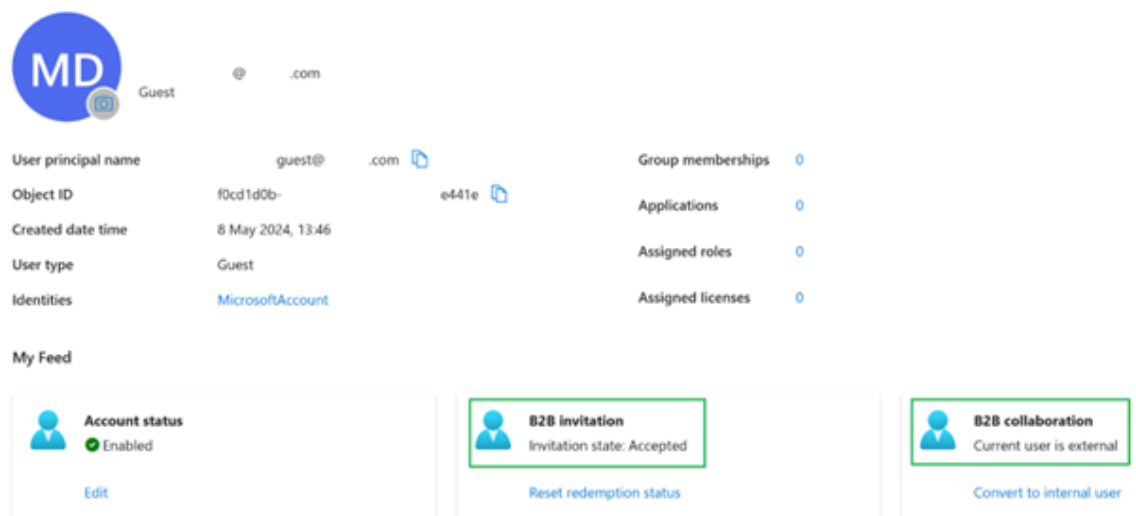 MD
@ .com
Guest
User principal name guest@ .com
Object ID f0cd1d0b- e441e
Created date time 8 May 2024, 13:46
User type Guest
Identities MicrosoftAccount
Group memberships 0
Applications 0
Assigned roles 0
Assigned licenses 0
My Feed
Account status
Enabled
Edit
B2B invitation
Invitation state: Accepted
Reset redemption status
B2B collaboration
Current user is external
Convert to internal user